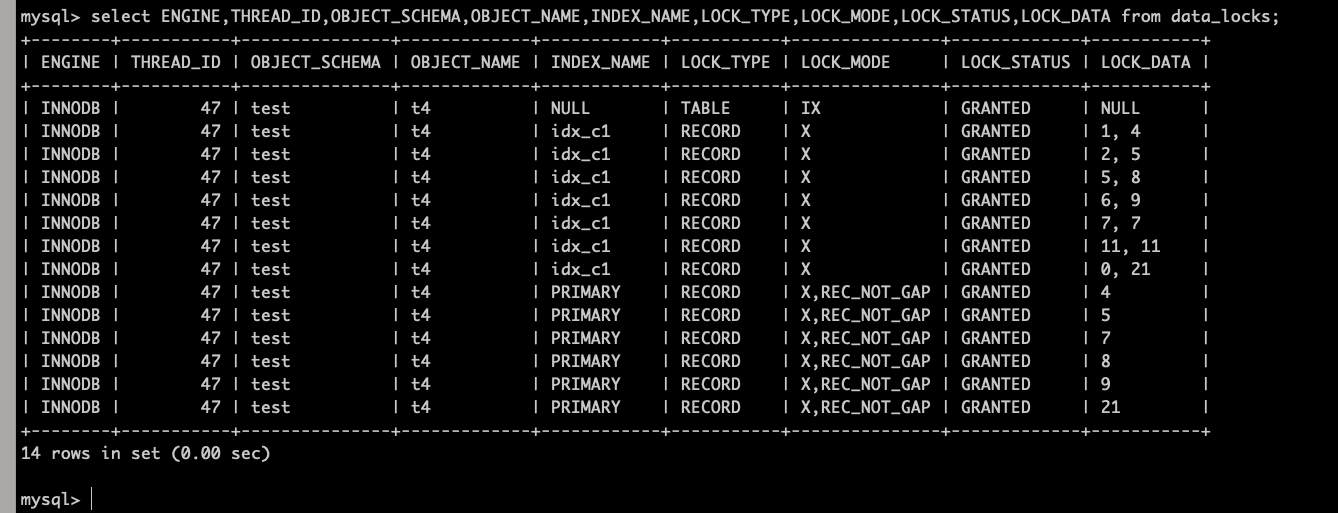 mysql> select ENGINE,THREAD_ID,OBJECT_SCHEMA,OBJECT_NAME,INDEX_NAME,LOCK_TYPE,LOCK_MODE,LOCK_STATUS,LOCK_DATA from data_locks;
+--------+-----------+---------------+-------------+------------+-----------+---------------+-------------+-----------+
| ENGINE | THREAD_ID | OBJECT_SCHEMA | OBJECT_NAME | INDEX_NAME | LOCK_TYPE | LOCK_MODE     | LOCK_STATUS | LOCK_DATA |
+--------+-----------+---------------+-------------+------------+-----------+---------------+-------------+-----------+
| INNODB |        47 | test          | t4          | NULL       | TABLE     | IX            | GRANTED     | NULL      |
| INNODB |        47 | test          | t4          | idx_c1     | RECORD    | X             | GRANTED     | 1, 4      |
| INNODB |        47 | test          | t4          | idx_c1     | RECORD    | X             | GRANTED     | 2, 5      |
| INNODB |        47 | test          | t4          | idx_c1     | RECORD    | X             | GRANTED     | 5, 8      |
| INNODB |        47 | test          | t4          | idx_c1     | RECORD    | X             | GRANTED     | 6, 9      |
| INNODB |        47 | test          | t4          | idx_c1     | RECORD    | X             | GRANTED     | 7, 7      |
| INNODB |        47 | test          | t4          | idx_c1     | RECORD    | X             | GRANTED     | 11, 11    |
| INNODB |        47 | test          | t4          | idx_c1     | RECORD    | X             | GRANTED     | 0, 21     |
| INNODB |        47 | test          | t4          | PRIMARY    | RECORD    | X,REC_NOT_GAP | GRANTED     | 4         |
| INNODB |        47 | test          | t4          | PRIMARY    | RECORD    | X,REC_NOT_GAP | GRANTED     | 5         |
| INNODB |        47 | test          | t4          | PRIMARY    | RECORD    | X,REC_NOT_GAP | GRANTED     | 7         |
| INNODB |        47 | test          | t4          | PRIMARY    | RECORD    | X,REC_NOT_GAP | GRANTED     | 8         |
| INNODB |        47 | test          | t4          | PRIMARY    | RECORD    | X,REC_NOT_GAP | GRANTED     | 9         |
| INNODB |        47 | test          | t4          | PRIMARY    | RECORD    | X,REC_NOT_GAP | GRANTED     | 21        |
+--------+-----------+---------------+-------------+------------+-----------+---------------+-------------+-----------+
14 rows in set (0.00 sec)
mysql>